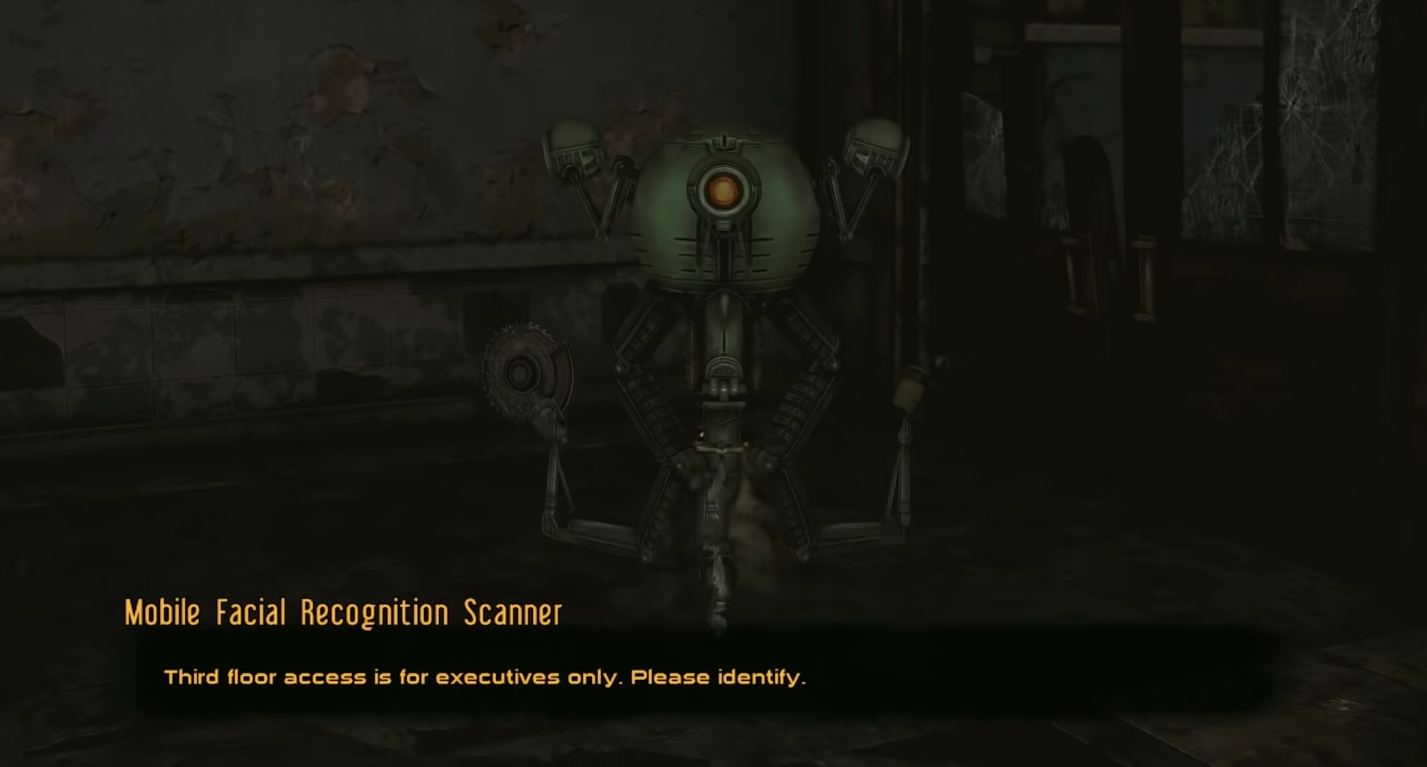 Mobile Facial Recognition Scanner
Third floor access is for executives only. Please identify.